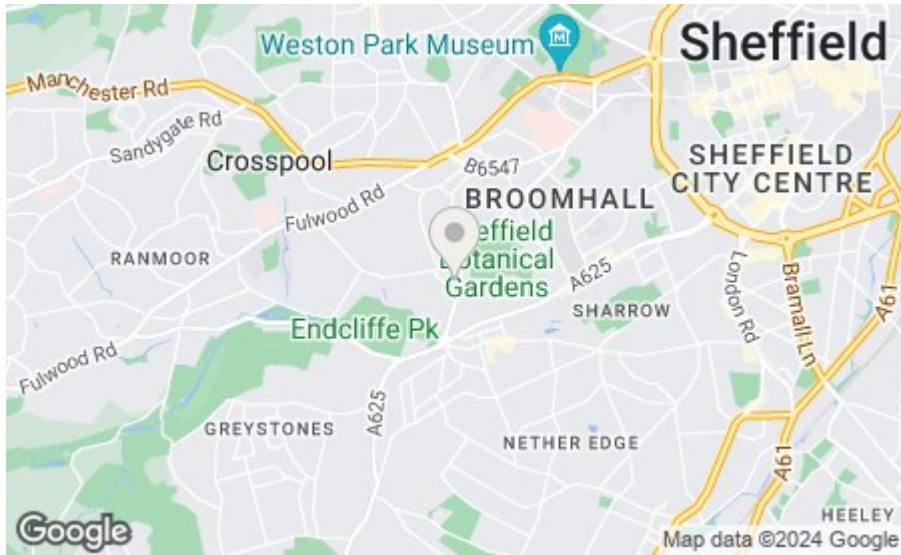 Weston Park Museum
Sheffield
Manchester Rd
Sandygate Rd
Crosspool
B6547
SHEFFIELD
CITY CENTRE
BROOMHALL
Fulwood Rd
effield
otanical
Gardens
RANMOOR
A625
London Rd
Bramall Ln
A61
SHARROW
Endcliffe Pk
Fulwood Rd
A625
GREYSTONES
NETHER EDGE
A61
HEELEY
Google
Map data ©2024 Google